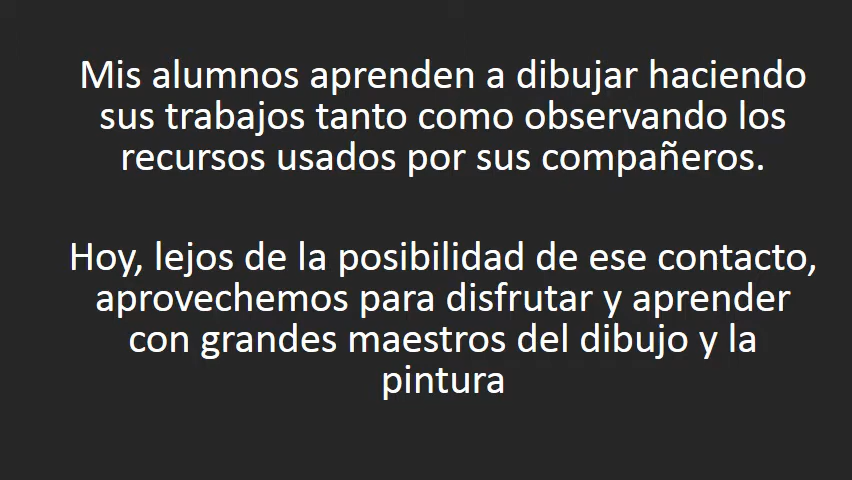 Mis alumnos aprenden a dibujar haciendo
sus trabajos tanto como observando los
recursos usados por sus compañeros.
Hoy, lejos de la posibilidad de ese contacto,
aprovechemos para disfrutar y aprender
con grandes maestros del dibujo y la
pintura